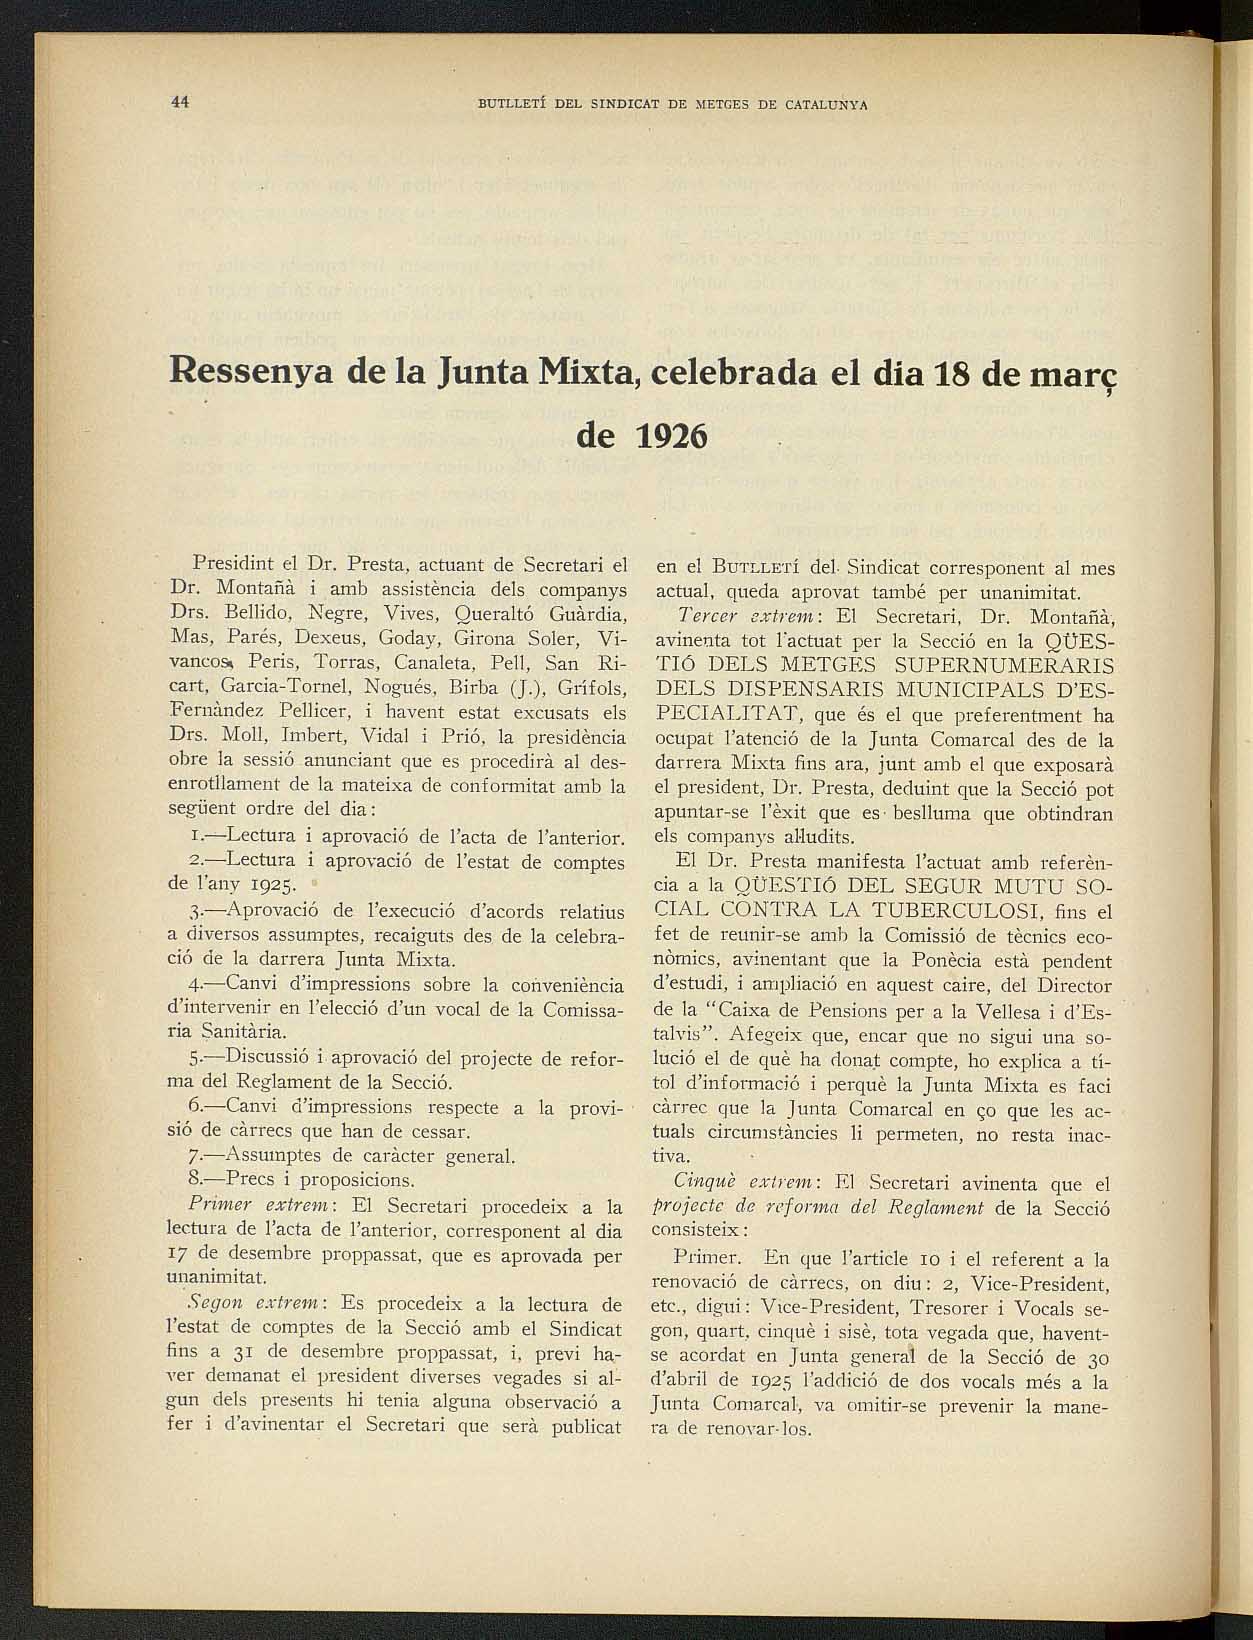 44
BUTLLETÍ DEL SINDICAT DE METGES DE CATALUNYA
Ressenya de la Junta Mixta, celebrada el dia 18 de març
de 1926
Presidint el Dr. Presta, actuant de Secretari el
Dr. Montañà i amb assistència dels companys
Drs. Bellido, Negre, Vives, Queraltó Guàrdia,
Mas, Parés, Dexeus, Goday, Girona Soler, Vi-
vancos, Peris, Torras, Canaleta, Pell, San Ri-
cart, Garcia-Tornel, Nogués, Birba (J.), Grífols,
Fernàndez Pellicer, i havent estat excusats els
Drs. Moll, Imbert, Vidal i Prió, la presidència
obre la sessió anunciant que es procedirà al des-
enrotllament de la mateixa de conformitat amb la
següent ordre del dia:
1.—Lectura i aprovació de l'acta de l'anterior.
2.—Lectura i aprovació de l'estat de comptes
de l'any 1925.
3.—Aprovació de l'execució d'acords relatius
a diversos assumptes, recaiguts des de la celebra-
ció de la darrera Junta Mixta.
4.—Canvi d'impressions sobre la conveniència
d'intervenir en l'elecció d'un vocal de la Comissa-
ria Sanitària.
5.—Discussió i aprovació del projecte de refor-
ma del Reglament de la Secció.
6.—Canvi d'impressions respecte a la provi-
sió de càrrecs que han de cessar.
7.—Assumptes de caràcter general.
8.—Precs i proposicions.
Primer extrem: El Secretari procedeix a la
lectura de l'acta de l'anterior, corresponent al dia
17 de desembre proppassat, que es aprovada per
unanimitat.
Segon extrem: Es procedeix a la lectura de
l'estat de comptes de la Secció amb el Sindicat
fins a 31 de desembre proppassat, i, previ ha-
ver demanat el president diverses vegades si al-
gun dels presents hi tenia alguna observació a
fer i d'avinentar el Secretari que serà publicat
en el BUTLLETÍ del Sindicat corresponent al mes
actual, queda aprovat també per unanimitat.
Tercer extrem: El Secretari, Dr. Montañà,
avinenta tot l'actuat per la Secció en la QÜES-
TIÓ DELS METGES SUPERNUMERARIS
DELS DISPENSARIS MUNICIPALS D'ES-
PECIALITAT, que és el que preferentment ha
ocupat l'atenció de la Junta Comarcal des de la
darrera Mixta fins ara, junt amb el que exposarà
el president, Dr. Presta, deduint que la Secció pot
apuntar-se l'èxit que es beslluma que obtindran
els companys al·ludits.
El Dr. Presta manifesta l'actuat amb referèn-
cia a la QÜESTIÓ DEL SEGUR MUTU SO-
CIAL CONTRA LA TUBERCULOSI, fins el
fet de reunir-se amb la Comissió de tècnics eco-
nòmics, avinentant que la Ponècia està pendent
d'estudi, i ampliació en aquest caire, del Director
de la "Caixa de Pensions per a la Vellesa i d'Es-
talvis". Afegeix que, encar que no sigui una so-
lució el de què ha donat compte, ho explica a tí-
tol d'informació i perquè la Junta Mixta es faci
càrrec que la Junta Comarcal en ço que les ac-
tuals circumstàncies li permeten, no resta inac-
tiva.
Cinquè extrem: El Secretari avinenta que el
projecte de reforma del Reglament de la Secció
consisteix:
Primer. En que l'article 10 i el referent a la
renovació de càrrecs, on diu: 2, Vice-President,
etc., digui: Vice-President, Tresorer i Vocals se-
gon, quart, cinquè i sisè, tota vegada que, havent-
se acordat en Junta general de la Secció de 30
d'abril de 1925 l'addició de dos vocals més a la
Junta Comarcal, va omitir-se prevenir la mane-
ra de renovar-los.